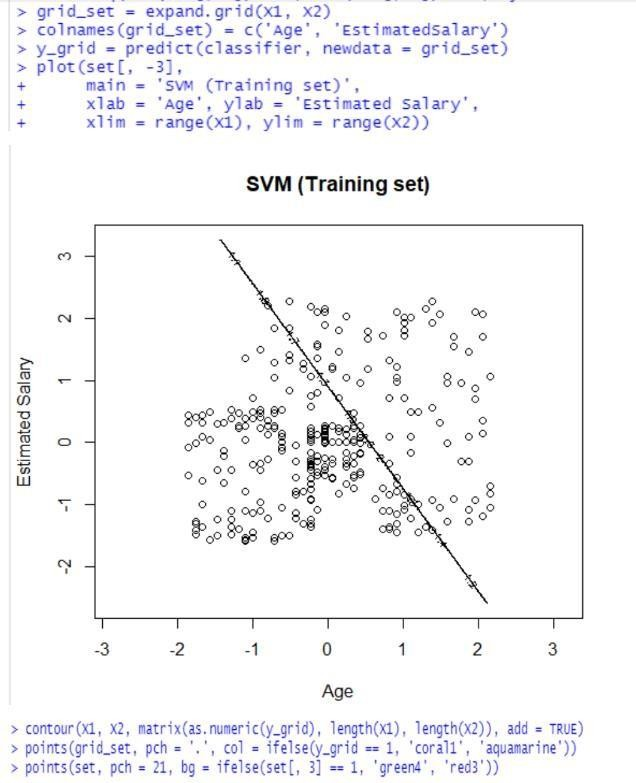 > grid_set = expand.grid(X1, X2)
> colnames(grid_set) = c('Age', 'EstimatedSalary')
> y_grid = predict(classifier, newdata = grid_set)
> plot(set[, -3],
+ main = 'SVM (Training set)',
+ xlab = 'Age', ylab = 'Estimated Salary',
+ xlim = range(X1), ylim = range(X2))
SVM (Training set)
Estimated Salary
3
2
1
0
-1
-2
-3
-2
-1
0
1
2
3
Age
> contour(X1, X2, matrix(as.numeric(y_grid), length(X1), length(X2)), add = TRUE)
> points(grid_set, pch = '.', col = ifelse(y_grid == 1, 'coral1', 'aquamarine'))
> points(set, pch = 21, bg = ifelse(set[, 3] == 1, 'green4', 'red3'))